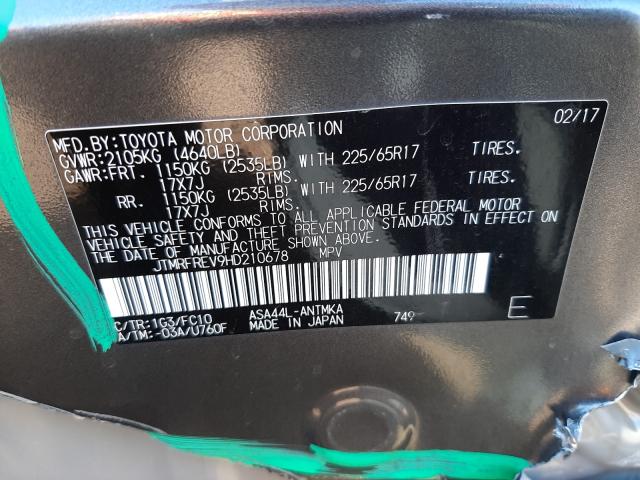 02/17
MFD.BY:TOYOTA MOTOR CORPORATION
GVWR:2105KG (4640LB)
GAWR:FRT. 1150KG (2535LB) WITH 225/65R17 TIRES.
17X7J RIMS.
RR. 1150KG (2535LB) WITH 225/65R17 TIRES.
17X7J RIMS.
THIS VEHICLE CONFORMS TO ALL APPLICABLE FEDERAL MOTOR
VEHICLE SAFETY AND THEFT PREVENTION STANDARDS IN EFFECT ON
THE DATE OF MANUFACTURE SHOWN ABOVE.
JTMRFREV9HD210678 MPV
C/TR:1G3/FC10 ASA44L-ANTMKA 749 E
A/TM:-03A/U760F MADE IN JAPAN